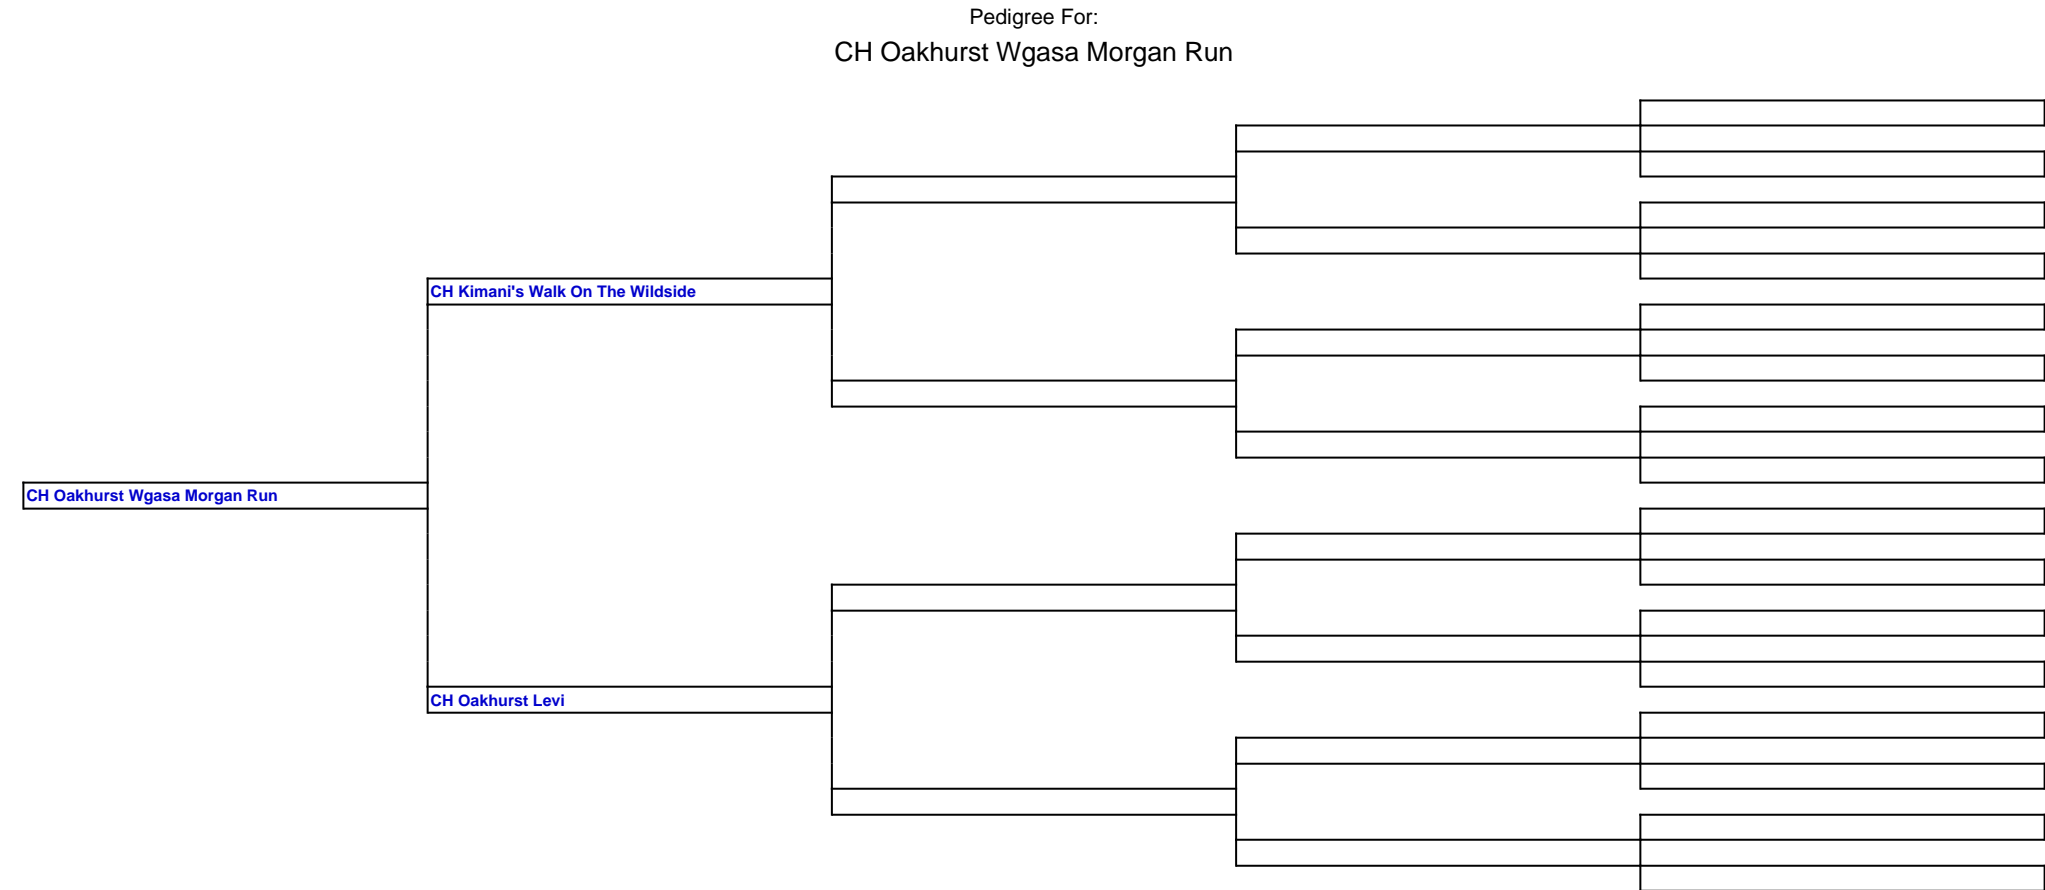 Pedigree For:
CH Oakhurst Wgasa Morgan Run
CH Kimani's Walk On The Wildside
CH Oakhurst Wgasa Morgan Run
CH Oakhurst Levi